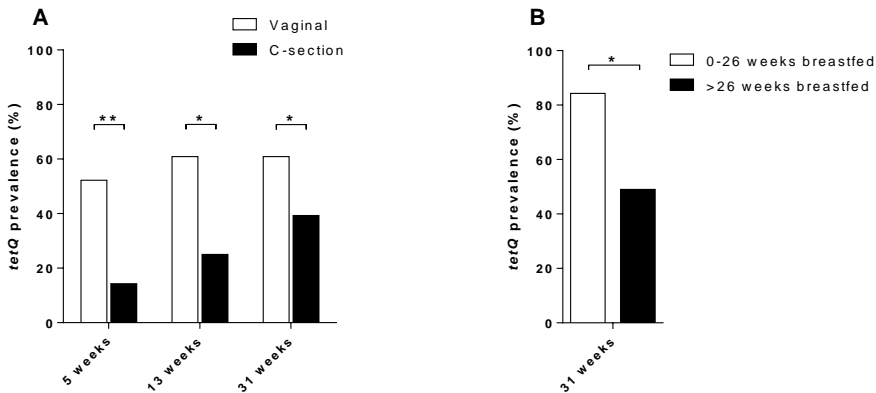 A
Vaginal
C-section
tetQ prevalence (%)
100
80
60
40
20
0
**
*
*
5 weeks
13 weeks
31 weeks
B
0-26 weeks breastfed
>26 weeks breastfed
tetQ prevalence (%)
100
80
60
40
20
0
*
31 weeks